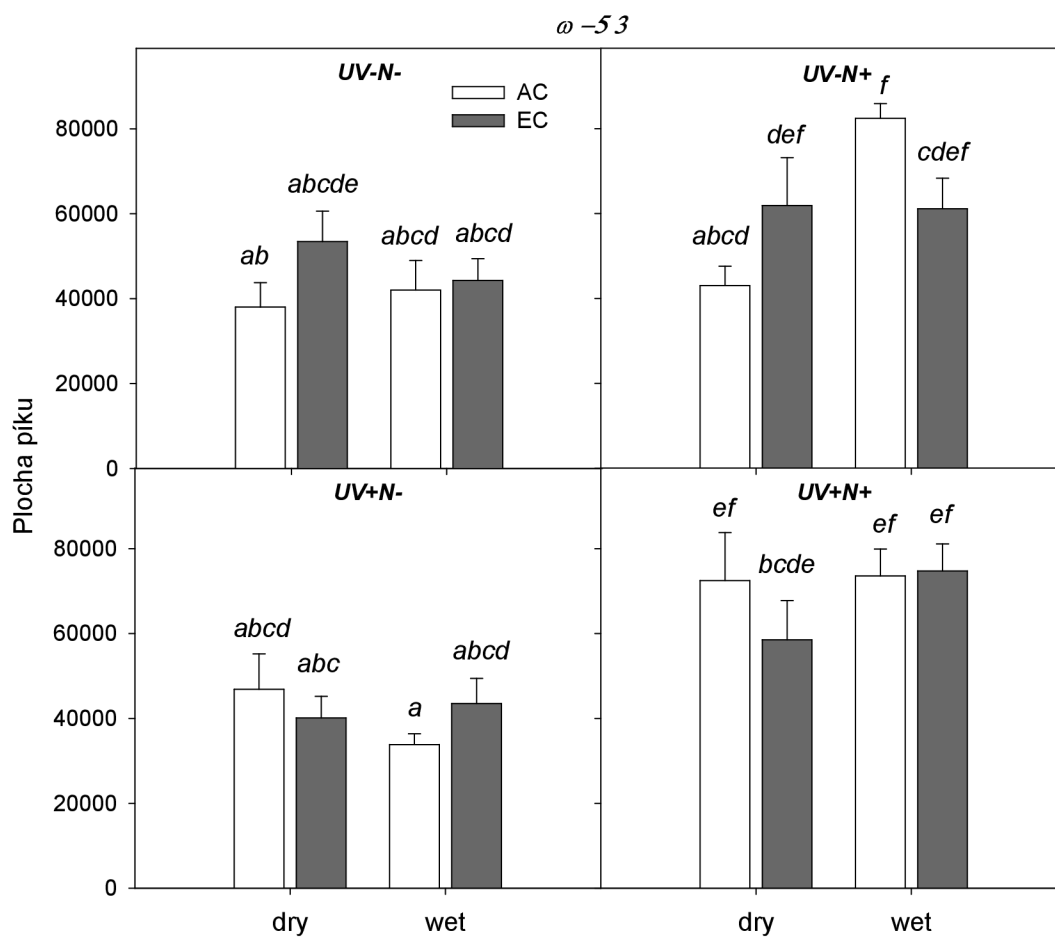 ω –5 3
UV-N-
AC
EC
UV-N+
80000
60000
40000
20000
0
ab
abcde
abcd
abcd
abcd
def
f
cdef
Plocha píku
UV+N-
UV+N+
80000
60000
40000
20000
0
abcd
abc
a
abcd
ef
bcde
ef
ef
dry
wet
dry
wet